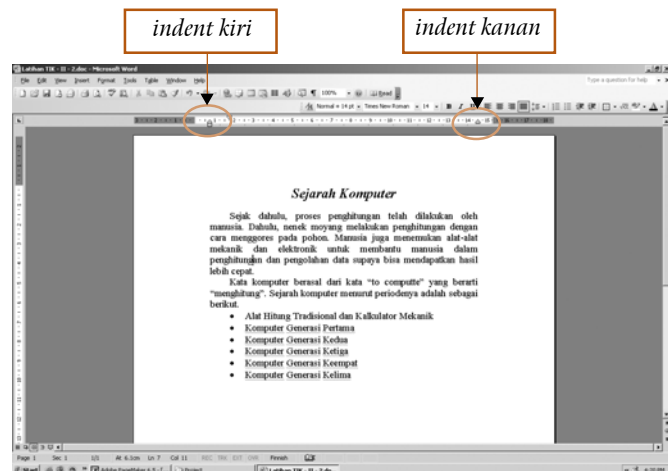 indent kiri
indent kanan
Latihan TIK - II - 2.doc - Microsoft Word
File Edit View Insert Format Tools Table Window Help
Type a question for help
100%
Read
Normal + 14 pt
Times New Roman
14
Sejarah Komputer
Sejak dahulu, proses penghitungan telah dilakukan oleh
manusia. Dahulu, nenek moyang melakukan penghitungan dengan
cara menggores pada pohon. Manusia juga menemukan alat-alat
mekanik dan elektronik untuk membantu manusia dalam
penghitungan dan pengolahan data supaya bisa mendapatkan hasil
lebih cepat.
Kata komputer berasal dari kata “to computte” yang berarti
“menghitung”. Sejarah komputer menurut periodenya adalah sebagai
berikut.
• Alat Hitung Tradisional dan Kalkulator Mekanik
• Komputer Generasi Pertama
• Komputer Generasi Kedua
• Komputer Generasi Ketiga
• Komputer Generasi Keempat
• Komputer Generasi Kelima
Page 1 Sec 1 1/1 At 6.1cm Ln 7 Col 11 REC TRK EXT OVR
Start
Adobe PageMaker 6.5 - [
Project
Latihan TIK - II - 2.do...